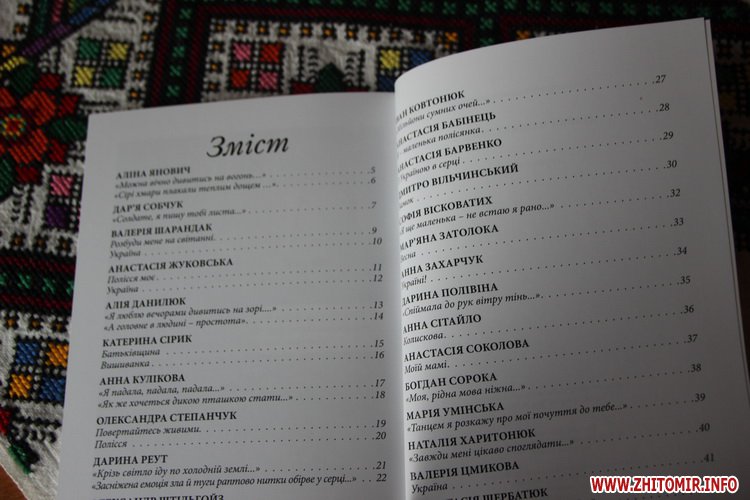 Зміст
АЛІНА ЯНОВИЧ
«Можна вічно дивитись на вогонь…» 5
«Сірі хмари плакали теплим дощем …» 6
ДАР'Я СОБЧУК
«Солдате, я пишу тобі листа...» 7
ВАЛЕРІЯ ШАРАНДАК
Розбуди мене на світанні. 9
Україна 10
АНАСТАСІЯ ЖУКОВСЬКА
Полісся моє 11
Україна 12
АЛІЯ ДАНИЛЮК
«Я люблю вечорами дивитись на зорі....» 13
«А головне в людині – простота». 14
КАТЕРИНА СІРИК
Батьківщина 15
Вишиванка 16
АННА КУЛІКОВА
«Я падала, падала, падала...» 17
«Як же хочеться дикою пташкою стати...» 18
ОЛЕКСАНДРА СТЕПАНЧУК
Повертайтесь живими. 19
Полісся 20
ДАРИНА РЕУТ
«Крізь світло іду по холодній землі...» 21
«Засніжена емоція зла й туги раптово нитки обірве у серці...» 22
ШТІЛЬГОЙЗ
КОВТОНЮК
сумних очей...» 27
АНАСТАСІЯ БАБІНЕЦЬ
маленька полісянка. 28
АНАСТАСІЯ БАРВЕНКО
Україною в серці 29
ДМИТРО ВІЛЬЧИНСЬКИЙ
30
СОФІЯ ВІСКОВАТИХ
ще маленька – не встаю я рано...» 32
МАР'ЯНА ЗАТОЛОКА
Весна 33
АННА ЗАХАРЧУК
Україні! 34
ДАРИНА ПОЛІВІНА
«Спіймала до рук вітру тінь...» 35
АННА СІТАЙЛО
Колискова. 36
АНАСТАСІЯ СОКОЛОВА
Моїй мамі. 37
БОГДАН СОРОКА
«Моя, рідна мова ніжна...» 38
МАРІЯ УМІНСЬКА
«Танцем я розкажу про мої почуття до тебе...» 39
НАТАЛІЯ ХАРИТОНЮК
«Завжди мені цікаво споглядати...» 40
ВАЛЕРІЯ ЦМИКОВА
Україна 41
ЩЕРБАТЮК
WWW.ZHITOMIR.INFO